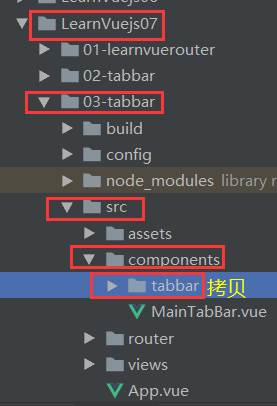 LearnVuejs07
01-learnvuerouter
02-tabbar
03-tabbar
build
config
node_modules library r
src
assets
components
tabbar 拷贝
MainTabBar.vue
router
views
App.vue